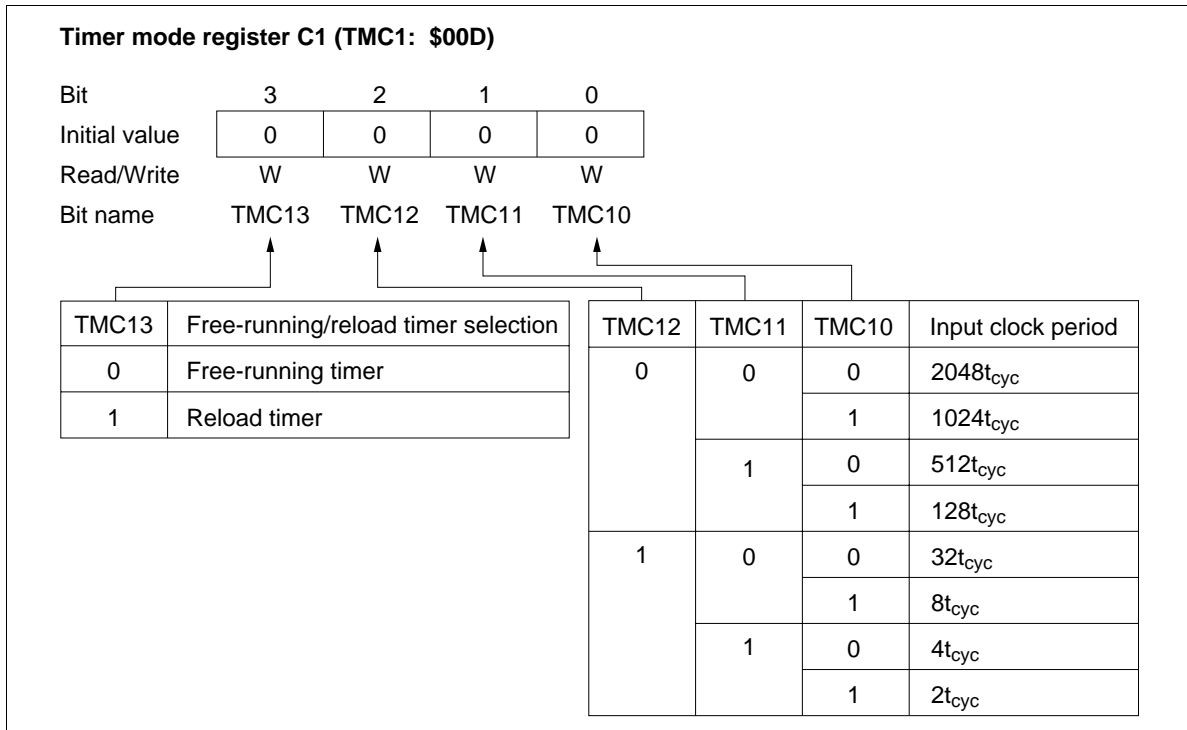 Timer mode register C1 (TMC1: $00D)
Bit 3 2 1 0
Initial value 0 0 0 0
Read/Write W W W W
Bit name TMC13 TMC12 TMC11 TMC10
TMC13 Free-running/reload timer selection
0 Free-running timer
1 Reload timer
TMC12 TMC11 TMC10 Input clock period
0 0 0 2048tcyc
1 1024tcyc
1 0 512tcyc
1 128tcyc
1 0 0 32tcyc
1 8tcyc
1 0 4tcyc
1 2tcyc